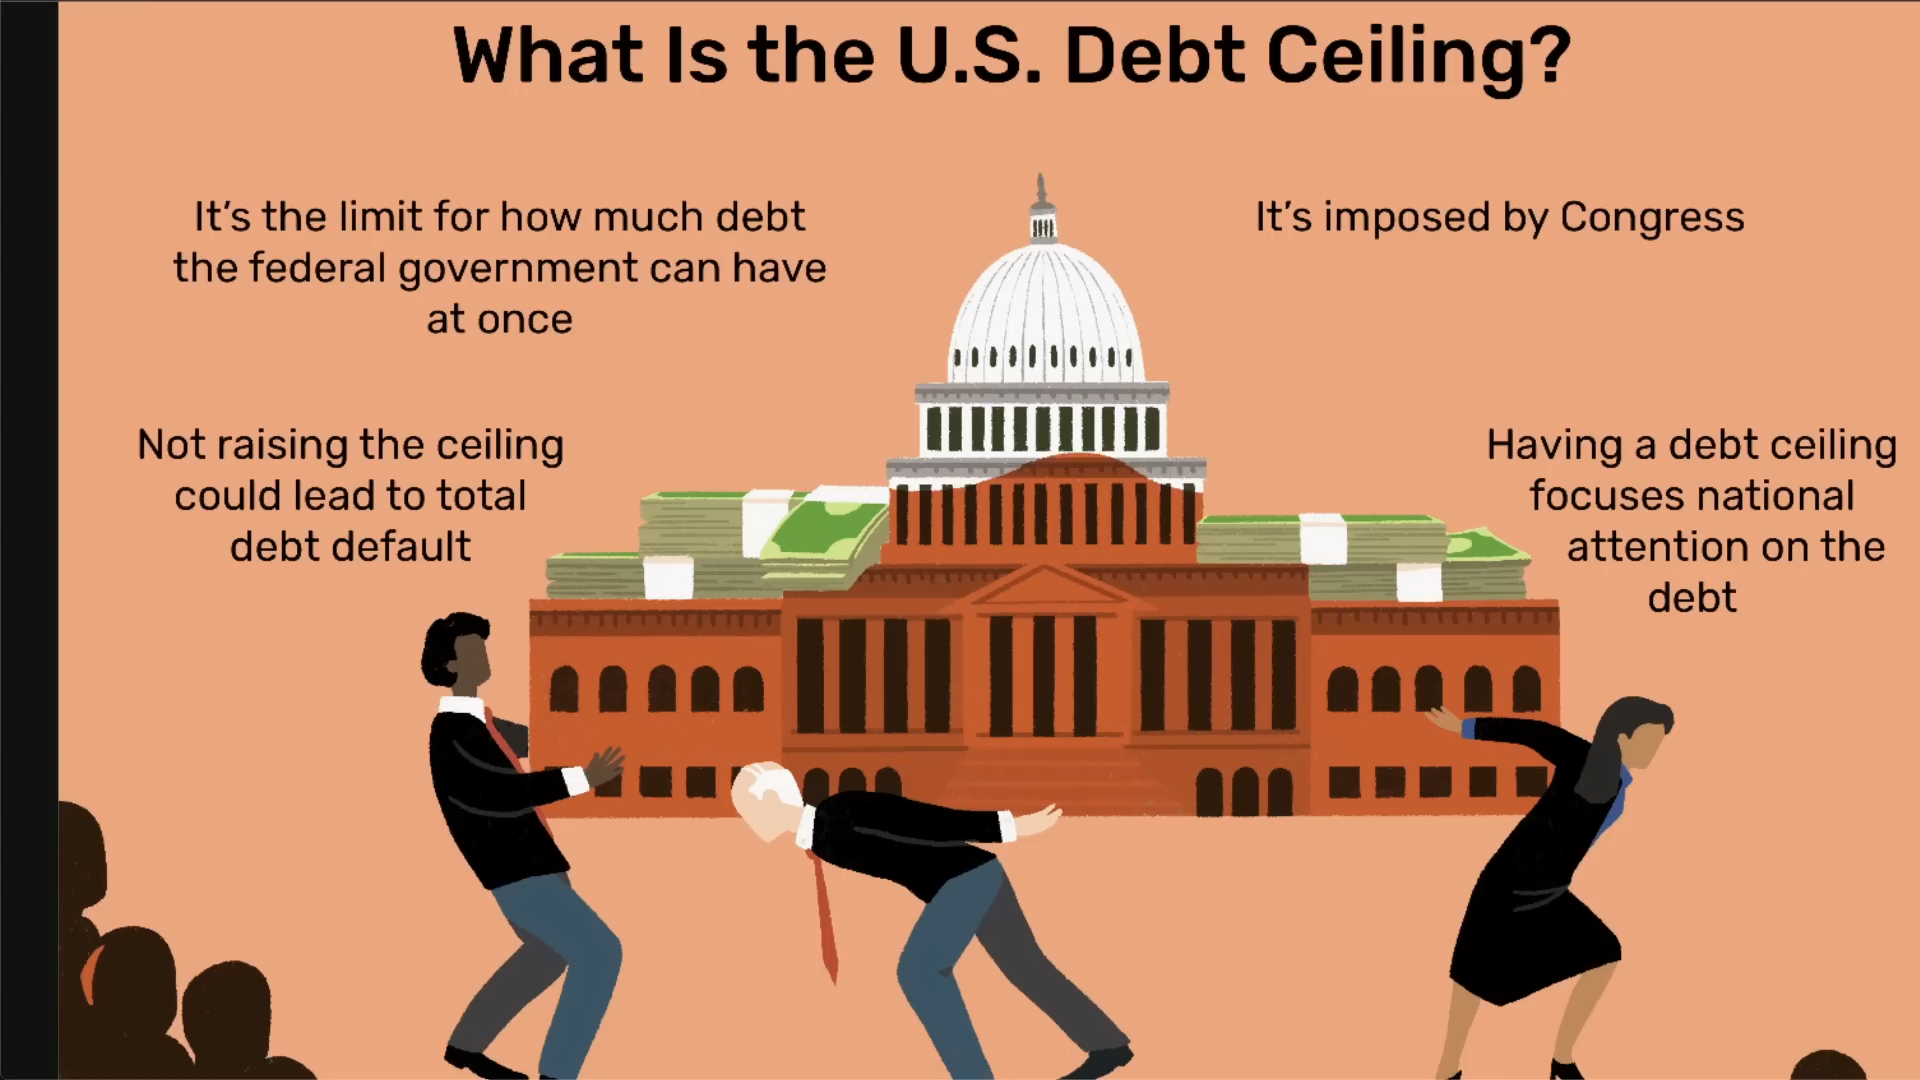 What Is the U.S. Debt Ceiling?
It’s the limit for how much debt
the federal government can have
at once
It’s imposed by Congress
Not raising the ceiling
could lead to total
debt default
Having a debt ceiling
focuses national
attention on the
debt